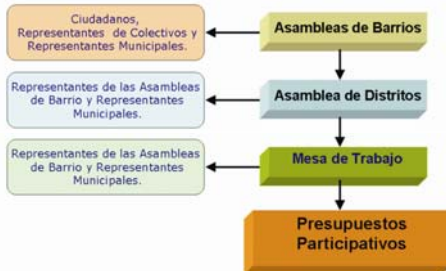 Ciudadanos,
Representantes de Colectivos y
Representantes Municipales.
Asambleas de Barrios
Representantes de las Asambleas
de Barrio y Representantes
Municipales.
Asamblea de Distritos
Representantes de las Asambleas
de Barrio y Representantes
Municipales.
Mesa de Trabajo
Presupuestos
Participativos